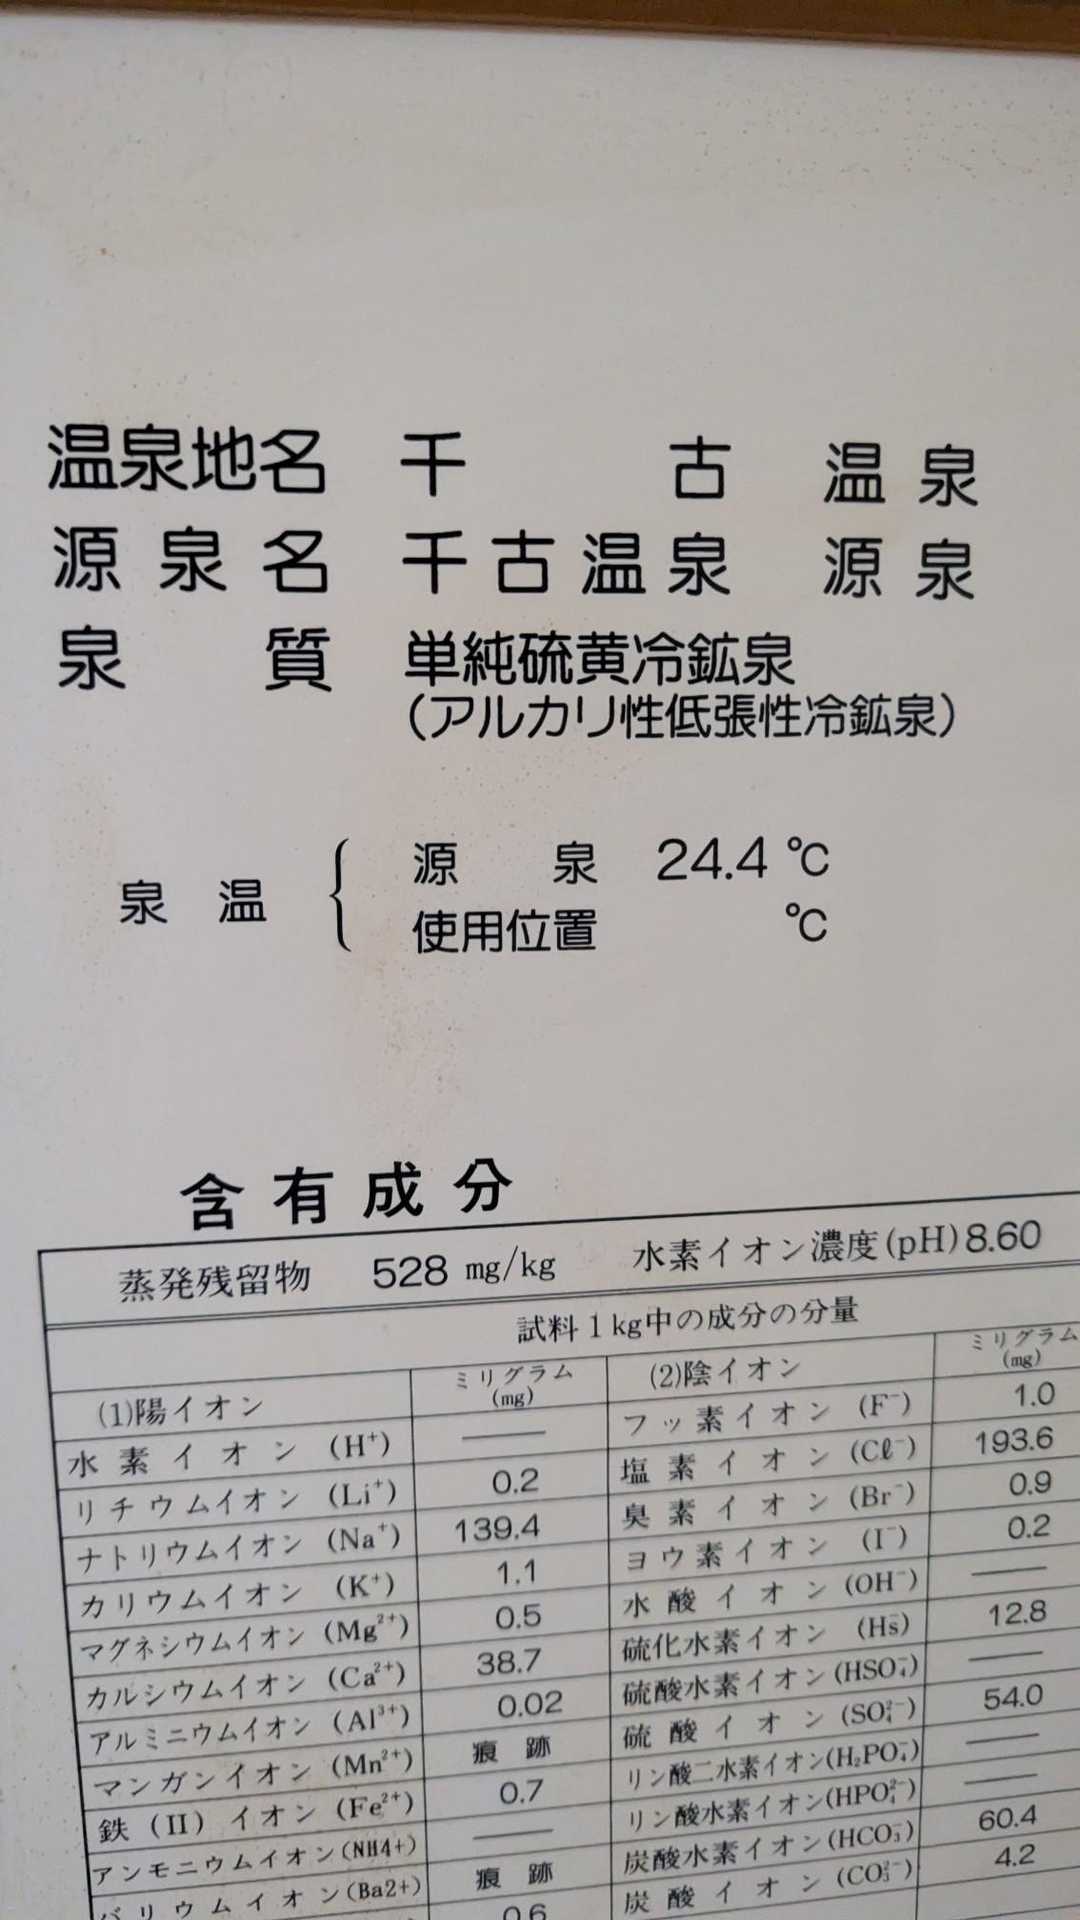 温泉地名 千古温泉
源泉名 千古温泉 源泉
泉質 単純硫黄冷鉱泉
（アルカリ性低張性冷鉱泉）
泉温 源泉 24.4 ℃
使用位置 ℃
含有成分
蒸発残留物 528 mg/kg 水素イオン濃度(pH)8.60
試料1kg中の成分の分量
(1)陽イオン ミリグラム(mg)
水素イオン (H⁺) ——
リチウムイオン (Li⁺) 0.2
ナトリウムイオン (Na⁺) 139.4
カリウムイオン (K⁺) 1.1
マグネシウムイオン (Mg²⁺) 0.5
カルシウムイオン (Ca²⁺) 38.7
アルミニウムイオン (Al³⁺) 0.02
マンガンイオン (Mn²⁺) 痕跡
鉄(II)イオン (Fe²⁺) 0.7
アンモニウムイオン(NH4+) ——
バリウムイオン(Ba2+) 痕跡
0.6
(2)陰イオン ミリグラム(mg)
フッ素イオン (F⁻) 1.0
塩素イオン (Cℓ⁻) 193.6
臭素イオン (Br⁻) 0.9
ヨウ素イオン (I⁻) 0.2
水酸イオン (OH⁻) ——
硫化水素イオン (HS⁻) 12.8
硫酸水素イオン(HSO₄⁻) ——
硫酸イオン (SO₄²⁻) 54.0
リン酸二水素イオン(H₂PO₄⁻) ——
リン酸水素イオン(HPO₄²⁻) ——
炭酸水素イオン(HCO₃⁻) 60.4
炭酸イオン (CO₃²⁻) 4.2